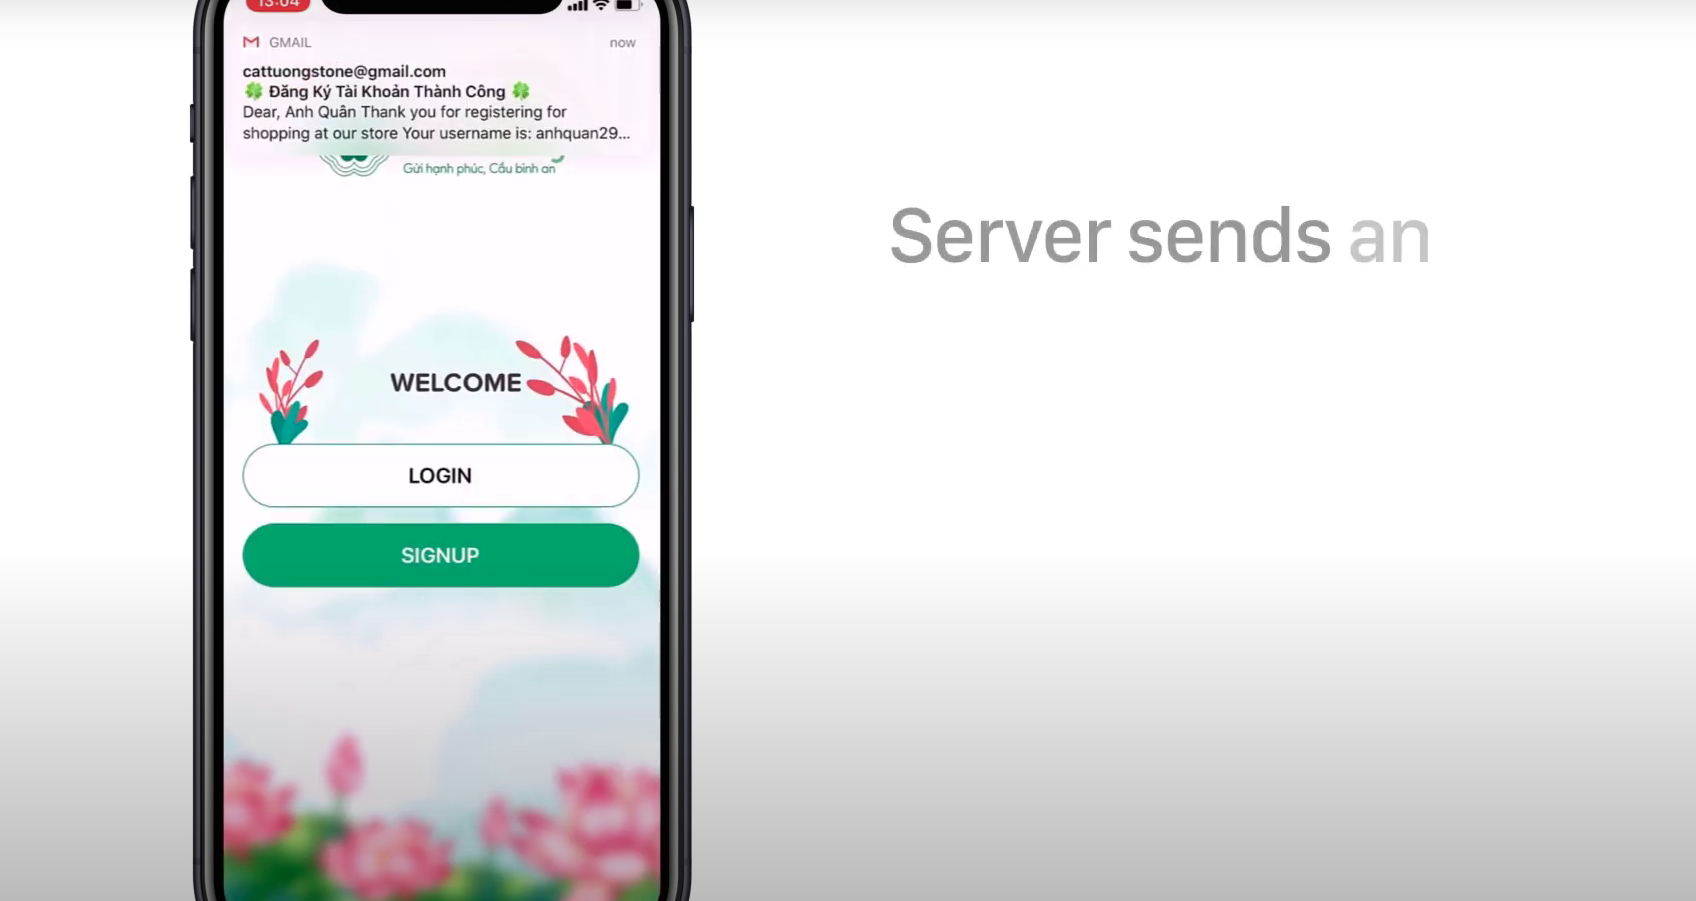 13:04
GMAIL now
cattuongstone@gmail.com
🍀 Đăng Ký Tài Khoản Thành Công 🍀
Dear, Anh Quân Thank you for registering for
shopping at our store Your username is: anhquan29...
Gửi hạnh phúc, Cầu bình an
Server sends an
WELCOME
LOGIN
SIGNUP